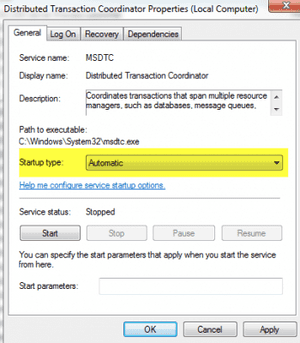 Distributed Transaction Coordinator Properties (Local Computer)
General Log On Recovery Dependencies
Service name: MSDTC
Display name: Distributed Transaction Coordinator
Description: Coordinates transactions that span multiple resource
managers, such as databases, message queues,
Path to executable:
C:\Windows\System32\msdtc.exe
Startup type: Automatic
Help me configure service startup options.
Service status: Stopped
Start Stop Pause Resume
You can specify the start parameters that apply when you start the service
from here.
Start parameters:
OK Cancel Apply